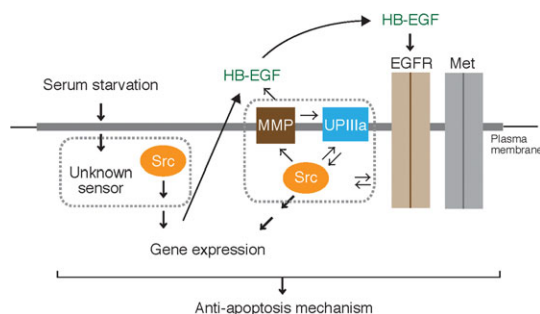 HB-EGF
EGFR
Met
HB-EGF
Serum starvation
MMP
UPIIIa
Plasma
membrane
Unknown
sensor
Src
Src
Gene expression
Anti-apoptosis mechanism